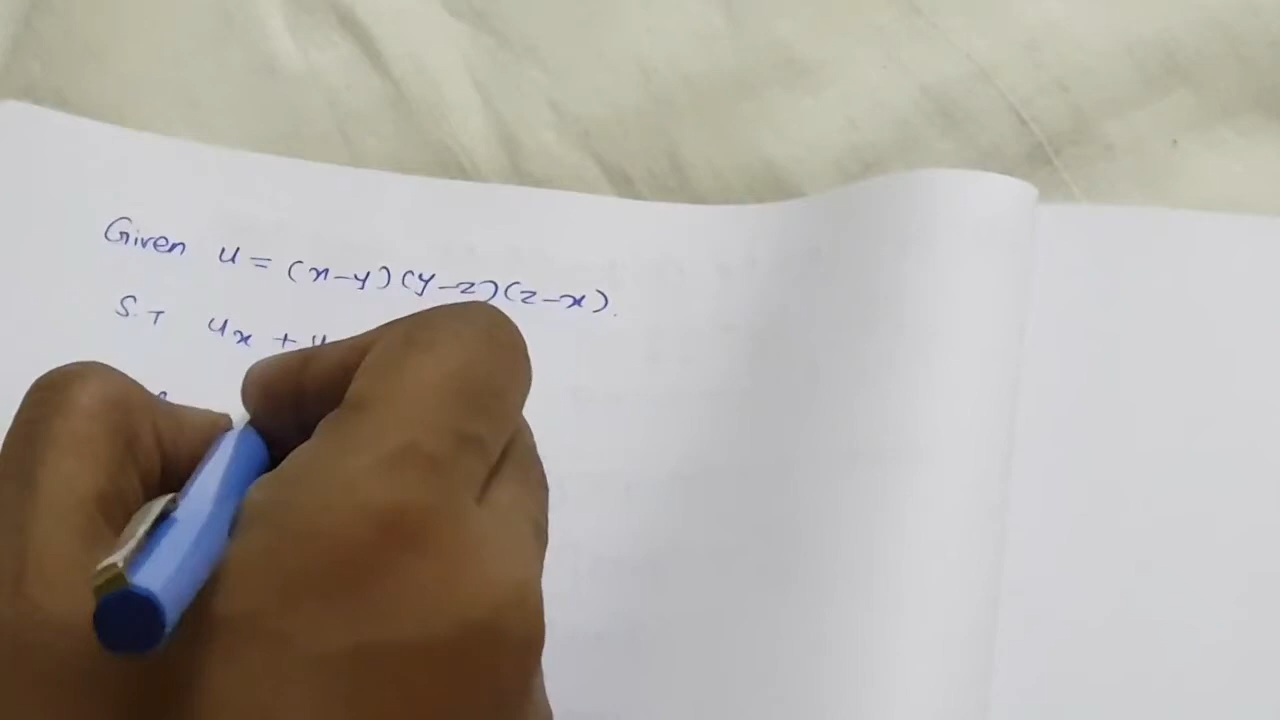 Given u = (x-y)(y-z)(z-x).
S.T ux +